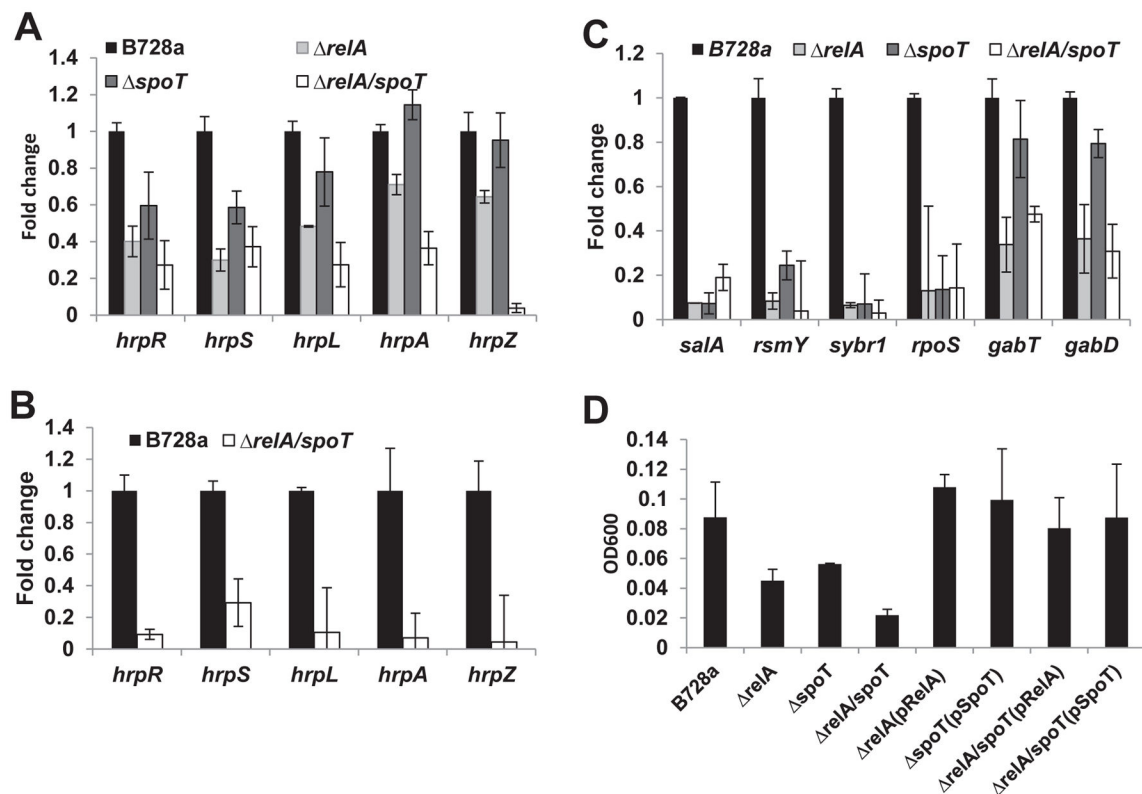 A
B728a
ΔrelA
ΔspoT
ΔrelA/spoT
Fold change
1.4
1.2
1
0.8
0.6
0.4
0.2
0
hrpR hrpS hrpL hrpA hrpZ
B
B728a ΔrelA/spoT
Fold change
1.4
1.2
1
0.8
0.6
0.4
0.2
0
hrpR hrpS hrpL hrpA hrpZ
C
B728a ΔrelA ΔspoT ΔrelA/spoT
Fold change
1.2
1
0.8
0.6
0.4
0.2
0
salA rsmY sybr1 rpoS gabT gabD
D
OD600
0.14
0.12
0.1
0.08
0.06
0.04
0.02
0
B728a
ΔrelA
ΔspoT
ΔrelA/spoT
ΔrelA(pRelA)
ΔspoT(pSpoT)
ΔrelA/spoT(pRelA)
ΔrelA/spoT(pSpoT)